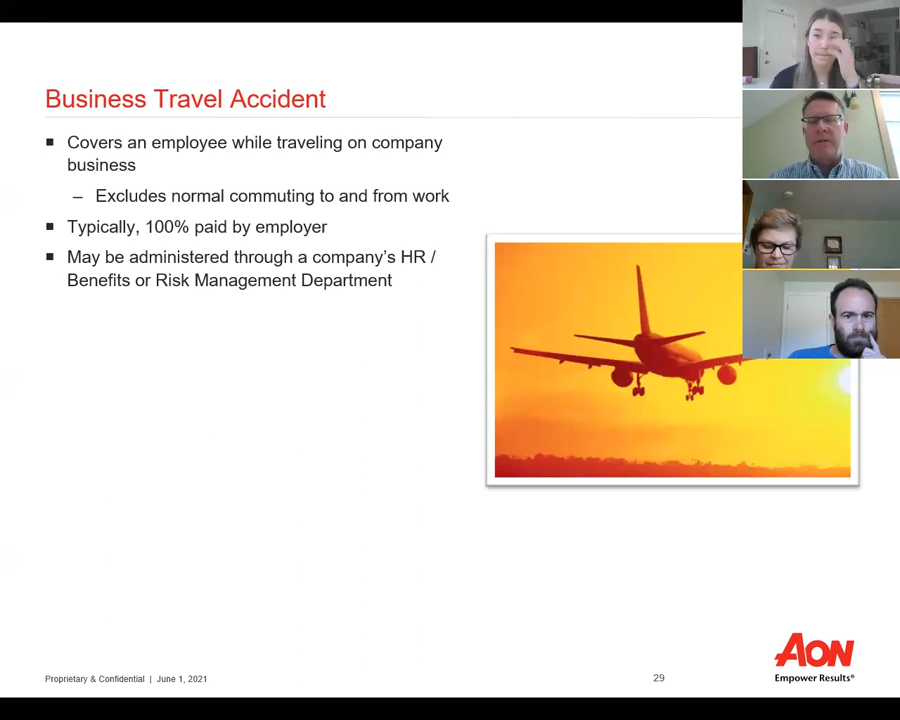 Business Travel Accident
■ Covers an employee while traveling on company
business
– Excludes normal commuting to and from work
■ Typically, 100% paid by employer
■ May be administered through a company's HR /
Benefits or Risk Management Department
Proprietary & Confidential | June 1, 2021
29
AON
Empower Results®